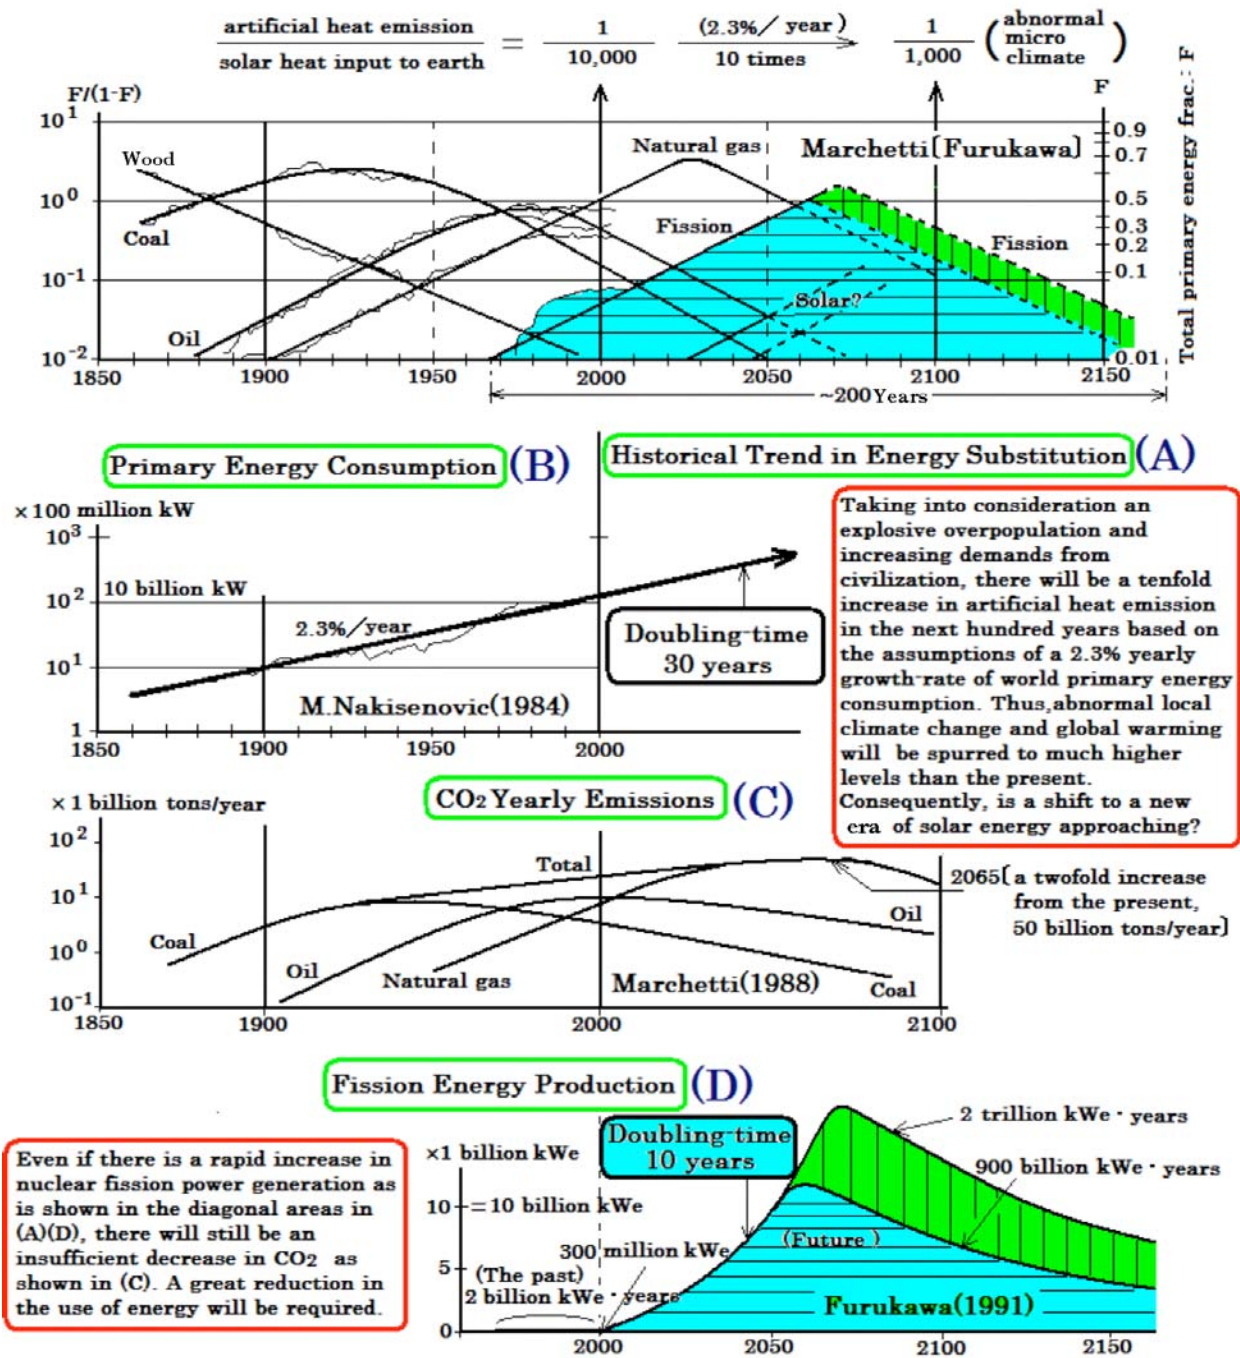 artificial heat emission
solar heat input to earth
=
1
10,000
(2.3%／year)
10 times
1
1,000
(abnormal
micro
climate)
F/(1-F)
F
Total primary energy frac. : F
10¹
10⁰
10⁻¹
10⁻²
0.9
0.7
0.5
0.3
0.2
0.1
0.01
Wood
Coal
Oil
Natural gas
Marchetti[Furukawa]
Fission
Fission
Solar?
1850
1900
1950
2000
2050
2100
2150
~200Years
Primary Energy Consumption (B)
Historical Trend in Energy Substitution (A)
×100 million kW
10³
10²
10¹
1
10 billion kW
2.3%／year
Doubling-time
30 years
M.Nakisenovic(1984)
1850
1900
1950
2000
Taking into consideration an
explosive overpopulation and
increasing demands from
civilization, there will be a tenfold
increase in artificial heat emission
in the next hundred years based on
the assumptions of a 2.3% yearly
growth-rate of world primary energy
consumption. Thus,abnormal local
climate change and global warming
will be spurred to much higher
levels than the present.
Consequently, is a shift to a new
era of solar energy approaching?
CO₂ Yearly Emissions (C)
×1 billion tons/year
10²
10¹
10⁰
10⁻¹
Total
Coal
Oil
Natural gas
Marchetti(1988)
Oil
Coal
2065[a twofold increase
from the present,
50 billion tons/year]
1850
1900
2000
2100
Fission Energy Production (D)
Even if there is a rapid increase in
nuclear fission power generation as
is shown in the diagonal areas in
(A)(D), there will still be an
insufficient decrease in CO₂ as
shown in (C). A great reduction in
the use of energy will be required.
×1 billion kWe
Doubling-time
10 years
2 trillion kWe・years
900 billion kWe・years
10
=10 billion kWe
300 million kWe
5
(The past)
2 billion kWe・years
0
(Future )
Furukawa(1991)
2000
2050
2100
2150